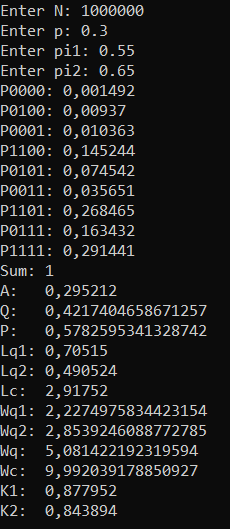 Enter N: 1000000
Enter p: 0.3
Enter pi1: 0.55
Enter pi2: 0.65
P0000: 0,001492
P0100: 0,00937
P0001: 0,010363
P1100: 0,145244
P0101: 0,074542
P0011: 0,035651
P1101: 0,268465
P0111: 0,163432
P1111: 0,291441
Sum: 1
A: 0,295212
Q: 0,4217404658671257
P: 0,5782595341328742
Lq1: 0,70515
Lq2: 0,490524
Lc: 2,91752
Wq1: 2,2274975834423154
Wq2: 2,8539246088772785
Wq: 5,081422192319594
Wc: 9,992039178850927
K1: 0,877952
K2: 0,843894